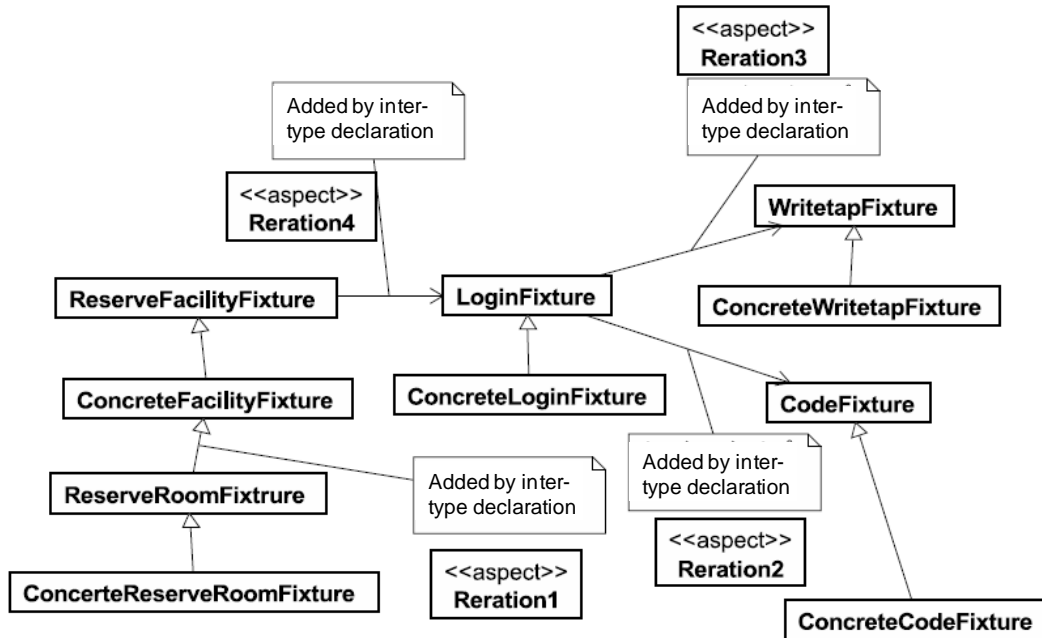 <<aspect>>
Reration3
Added by inter-
type declaration
Added by inter-
type declaration
<<aspect>>
Reration4
WritetapFixture
ReserveFacilityFixture
LoginFixture
ConcreteWritetapFixture
ConcreteFacilityFixture
ConcreteLoginFixture
CodeFixture
Added by inter-
type declaration
Added by inter-
type declaration
ReserveRoomFixtrure
<<aspect>>
Reration2
<<aspect>>
Reration1
ConcerteReserveRoomFixture
ConcreteCodeFixture